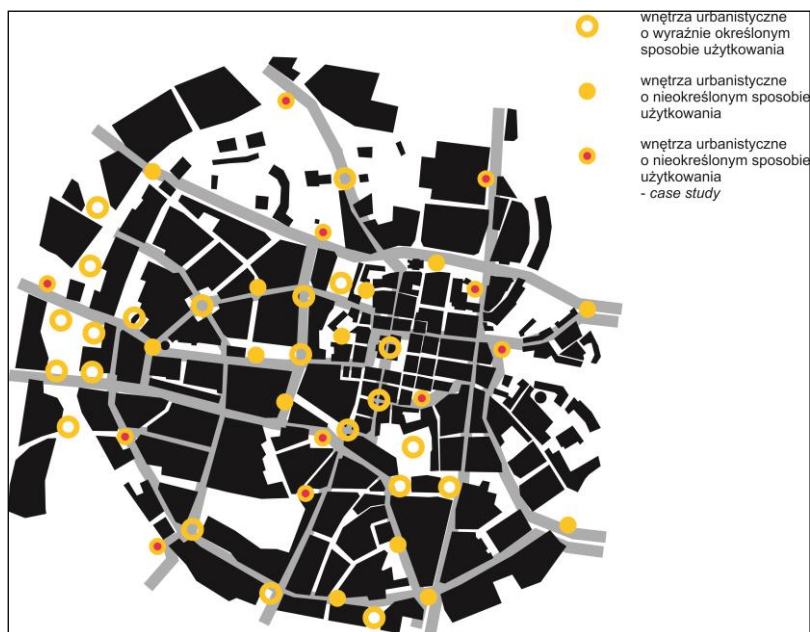 wnętrza urbanistyczne
o wyraźnie określonym
sposobie użytkowania
wnętrza urbanistyczne
o nieokreślonym sposobie
użytkowania
wnętrza urbanistyczne
o nieokreślonym sposobie
użytkowania
- case study